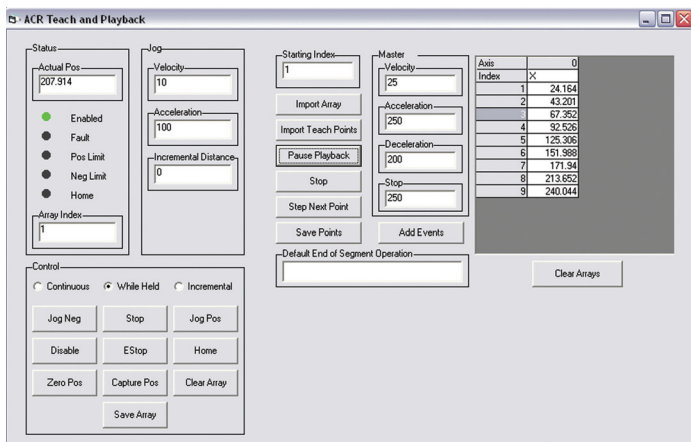 ACR Teach and Playback
Status
Actual Pos
207.914
Enabled
Fault
Pos Limit
Neg Limit
Home
Array Index
1
Jog
Velocity
10
Acceleration
100
Incremental Distance
0
Control
Continuous While Held Incremental
Jog Neg Stop Jog Pos
Disable EStop Home
Zero Pos Capture Pos Clear Array
Save Array
Starting Index
1
Import Array
Import Teach Points
Pause Playback
Stop
Step Next Point
Save Points
Master
Velocity
25
Acceleration
250
Deceleration
200
Stop
250
Add Events
Default End of Segment Operation
Axis 0
Index X
1 24.164
2 43.201
3 67.352
4 92.526
5 125.306
6 151.988
7 171.94
8 213.652
9 240.044
Clear Arrays